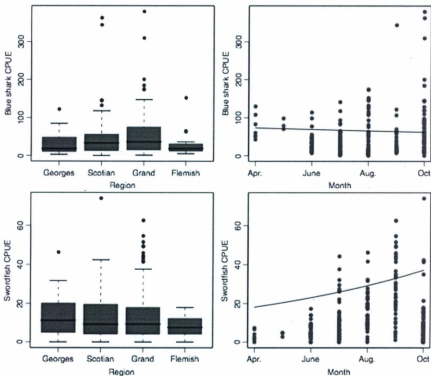 Blue shark CPUE
300
200
100
0
Georges Scotian Grand Flemish
Region
Blue shark CPUE
300
200
100
0
Apr. June Aug. Oct
Month
Swordfish CPUE
60
40
20
0
Georges Scotian Grand Flemish
Region
Swordfish CPUE
60
40
20
0
Apr. June Aug. Oct
Month